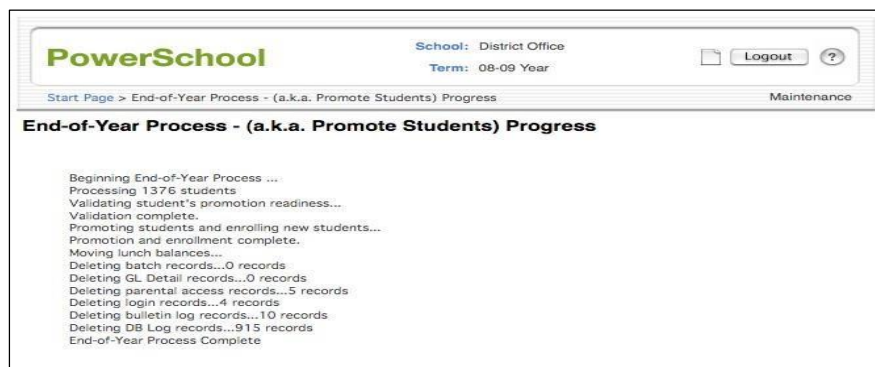 PowerSchool
School: District Office
Term: 08-09 Year
Logout
?
Start Page > End-of-Year Process - (a.k.a. Promote Students) Progress
Maintenance
End-of-Year Process - (a.k.a. Promote Students) Progress
Beginning End-of-Year Process ...
Processing 1376 students
Validating student's promotion readiness...
Validation complete.
Promoting students and enrolling new students...
Promotion and enrollment complete.
Moving lunch balances...
Deleting batch records...0 records
Deleting GL Detail records...0 records
Deleting parental access records...5 records
Deleting login records...4 records
Deleting bulletin log records...10 records
Deleting DB Log records...915 records
End-of-Year Process Complete